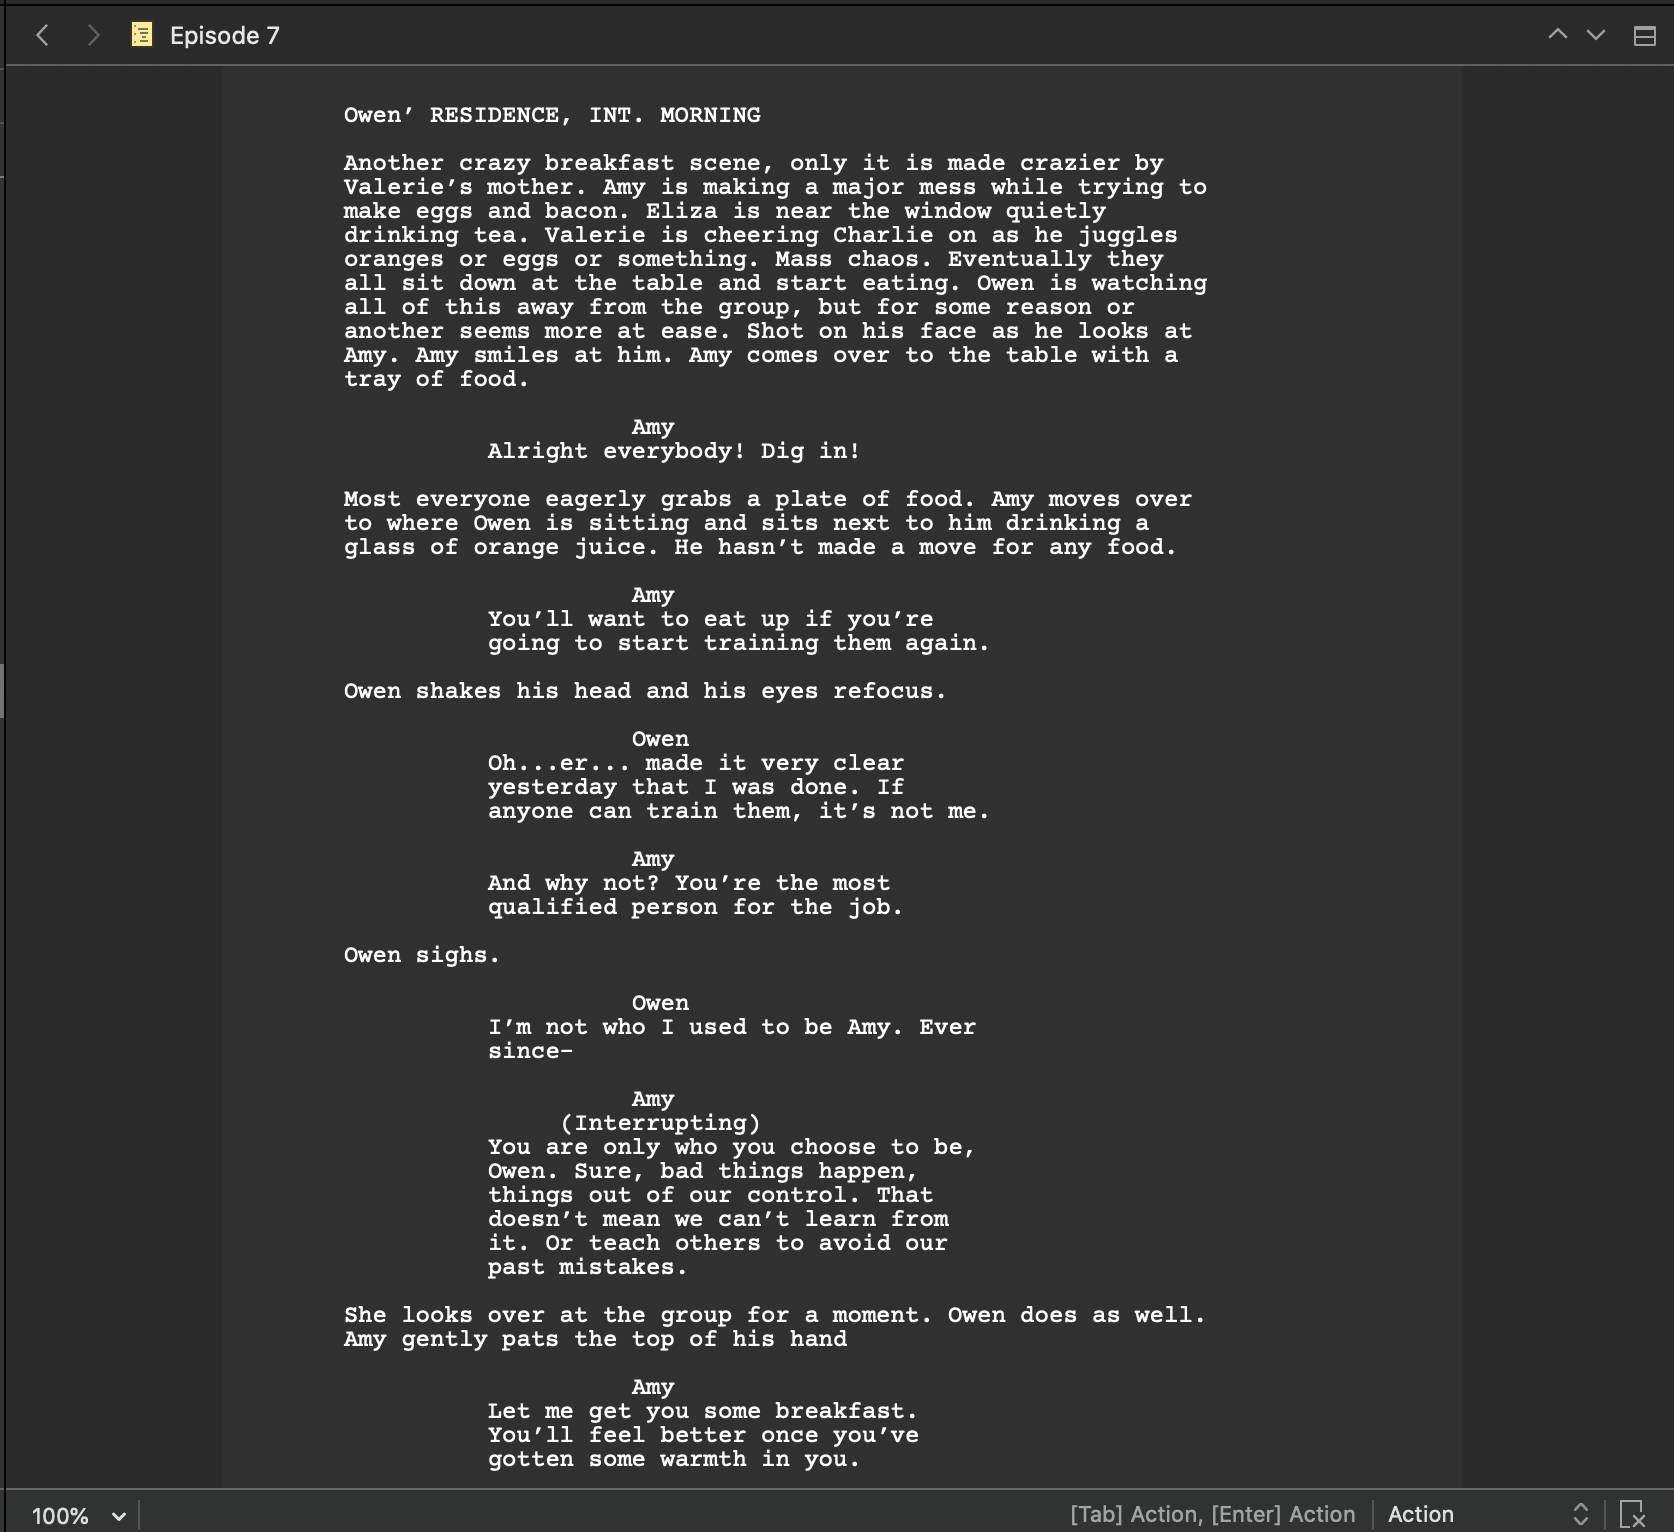 Episode 7
Owen’ RESIDENCE, INT. MORNING
Another crazy breakfast scene, only it is made crazier by
Valerie’s mother. Amy is making a major mess while trying to
make eggs and bacon. Eliza is near the window quietly
drinking tea. Valerie is cheering Charlie on as he juggles
oranges or eggs or something. Mass chaos. Eventually they
all sit down at the table and start eating. Owen is watching
all of this away from the group, but for some reason or
another seems more at ease. Shot on his face as he looks at
Amy. Amy smiles at him. Amy comes over to the table with a
tray of food.
Amy
Alright everybody! Dig in!
Most everyone eagerly grabs a plate of food. Amy moves over
to where Owen is sitting and sits next to him drinking a
glass of orange juice. He hasn’t made a move for any food.
Amy
You’ll want to eat up if you’re
going to start training them again.
Owen shakes his head and his eyes refocus.
Owen
Oh...er... made it very clear
yesterday that I was done. If
anyone can train them, it’s not me.
Amy
And why not? You’re the most
qualified person for the job.
Owen sighs.
Owen
I’m not who I used to be Amy. Ever
since–
Amy
(Interrupting)
You are only who you choose to be,
Owen. Sure, bad things happen,
things out of our control. That
doesn’t mean we can’t learn from
it. Or teach others to avoid our
past mistakes.
She looks over at the group for a moment. Owen does as well.
Amy gently pats the top of his hand
Amy
Let me get you some breakfast.
You’ll feel better once you’ve
gotten some warmth in you.
100%
[Tab] Action, [Enter] Action
Action